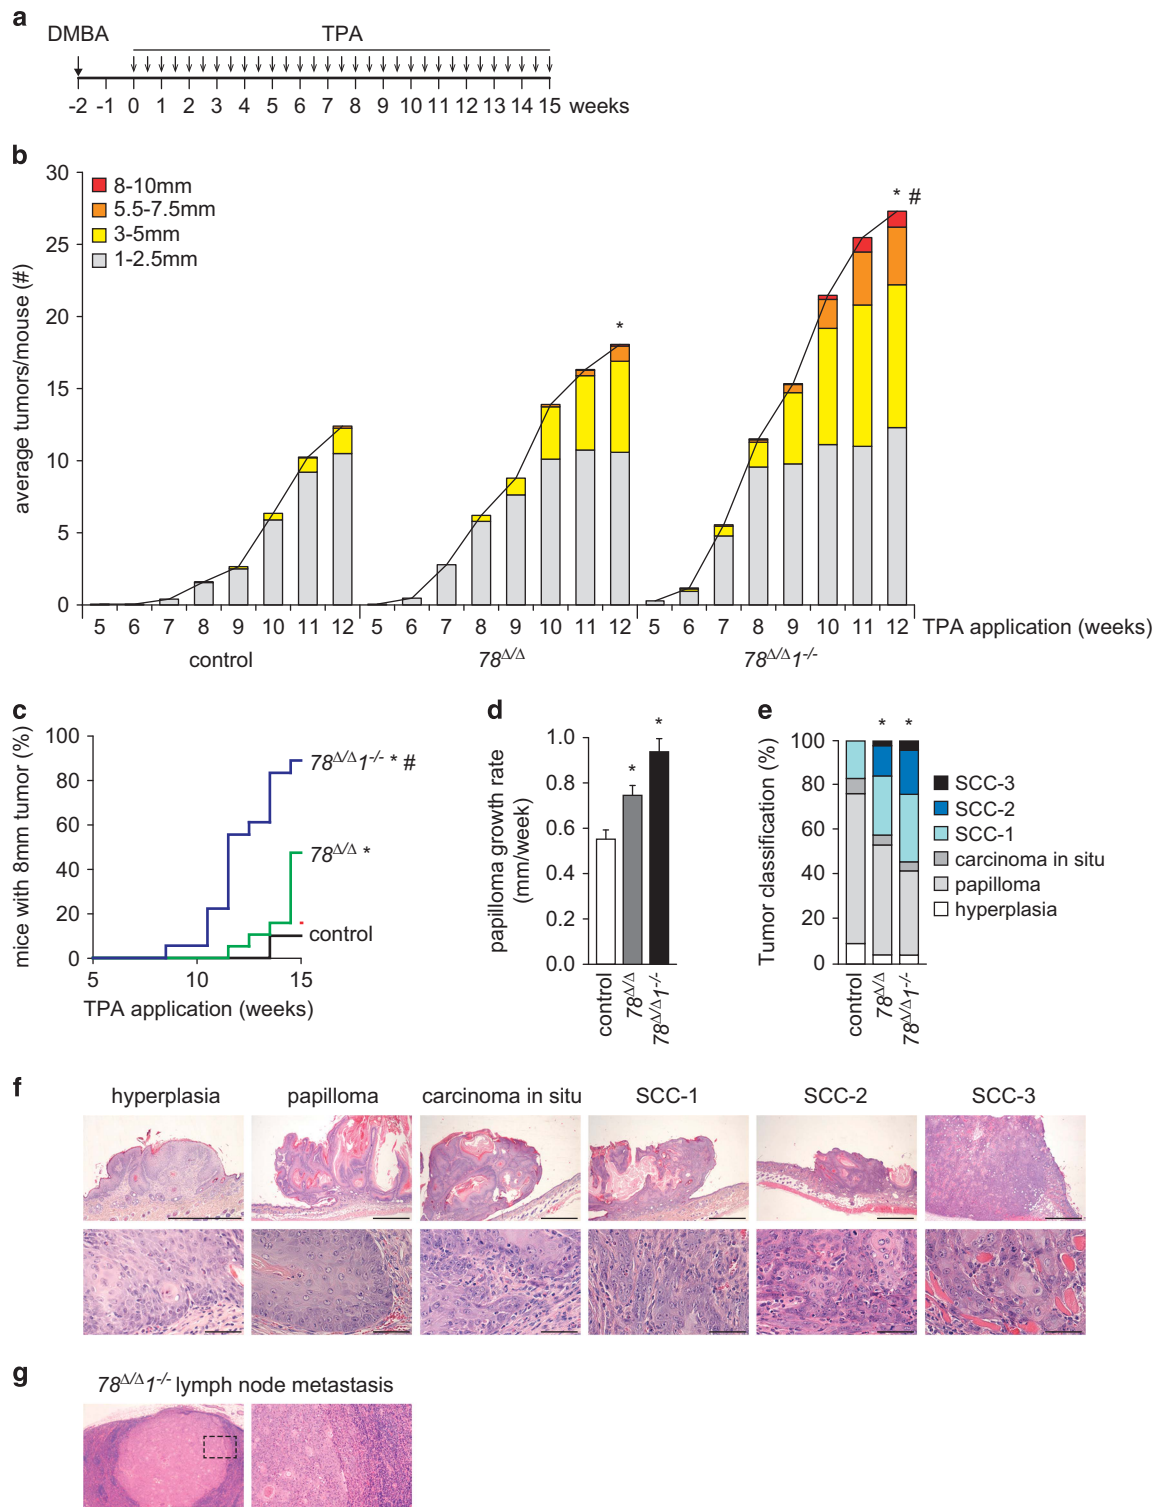 a
DMBA TPA
-2 -1 0 1 2 3 4 5 6 7 8 9 10 11 12 13 14 15 weeks
b
average tumors/mouse (#)
30
25
20
15
10
5
0
8-10mm
5.5-7.5mm
3-5mm
1-2.5mm
*
* #
5 6 7 8 9 10 11 12 5 6 7 8 9 10 11 12 5 6 7 8 9 10 11 12 TPA application (weeks)
control 78Δ/Δ 78Δ/Δ1-/-
c
mice with 8mm tumor (%)
100
80
60
40
20
0
78Δ/Δ1-/- * #
78Δ/Δ *
control
5 10 15
TPA application (weeks)
d
papilloma growth rate
(mm/week)
1.0
0.8
0.6
0.4
0.2
0.0
*
*
control
78Δ/Δ
78Δ/Δ1-/-
e
Tumor classification (%)
100
80
60
40
20
0
* *
control
78Δ/Δ
78Δ/Δ1-/-
SCC-3
SCC-2
SCC-1
carcinoma in situ
papilloma
hyperplasia
f
hyperplasia papilloma carcinoma in situ SCC-1 SCC-2 SCC-3
g
78Δ/Δ1-/- lymph node metastasis